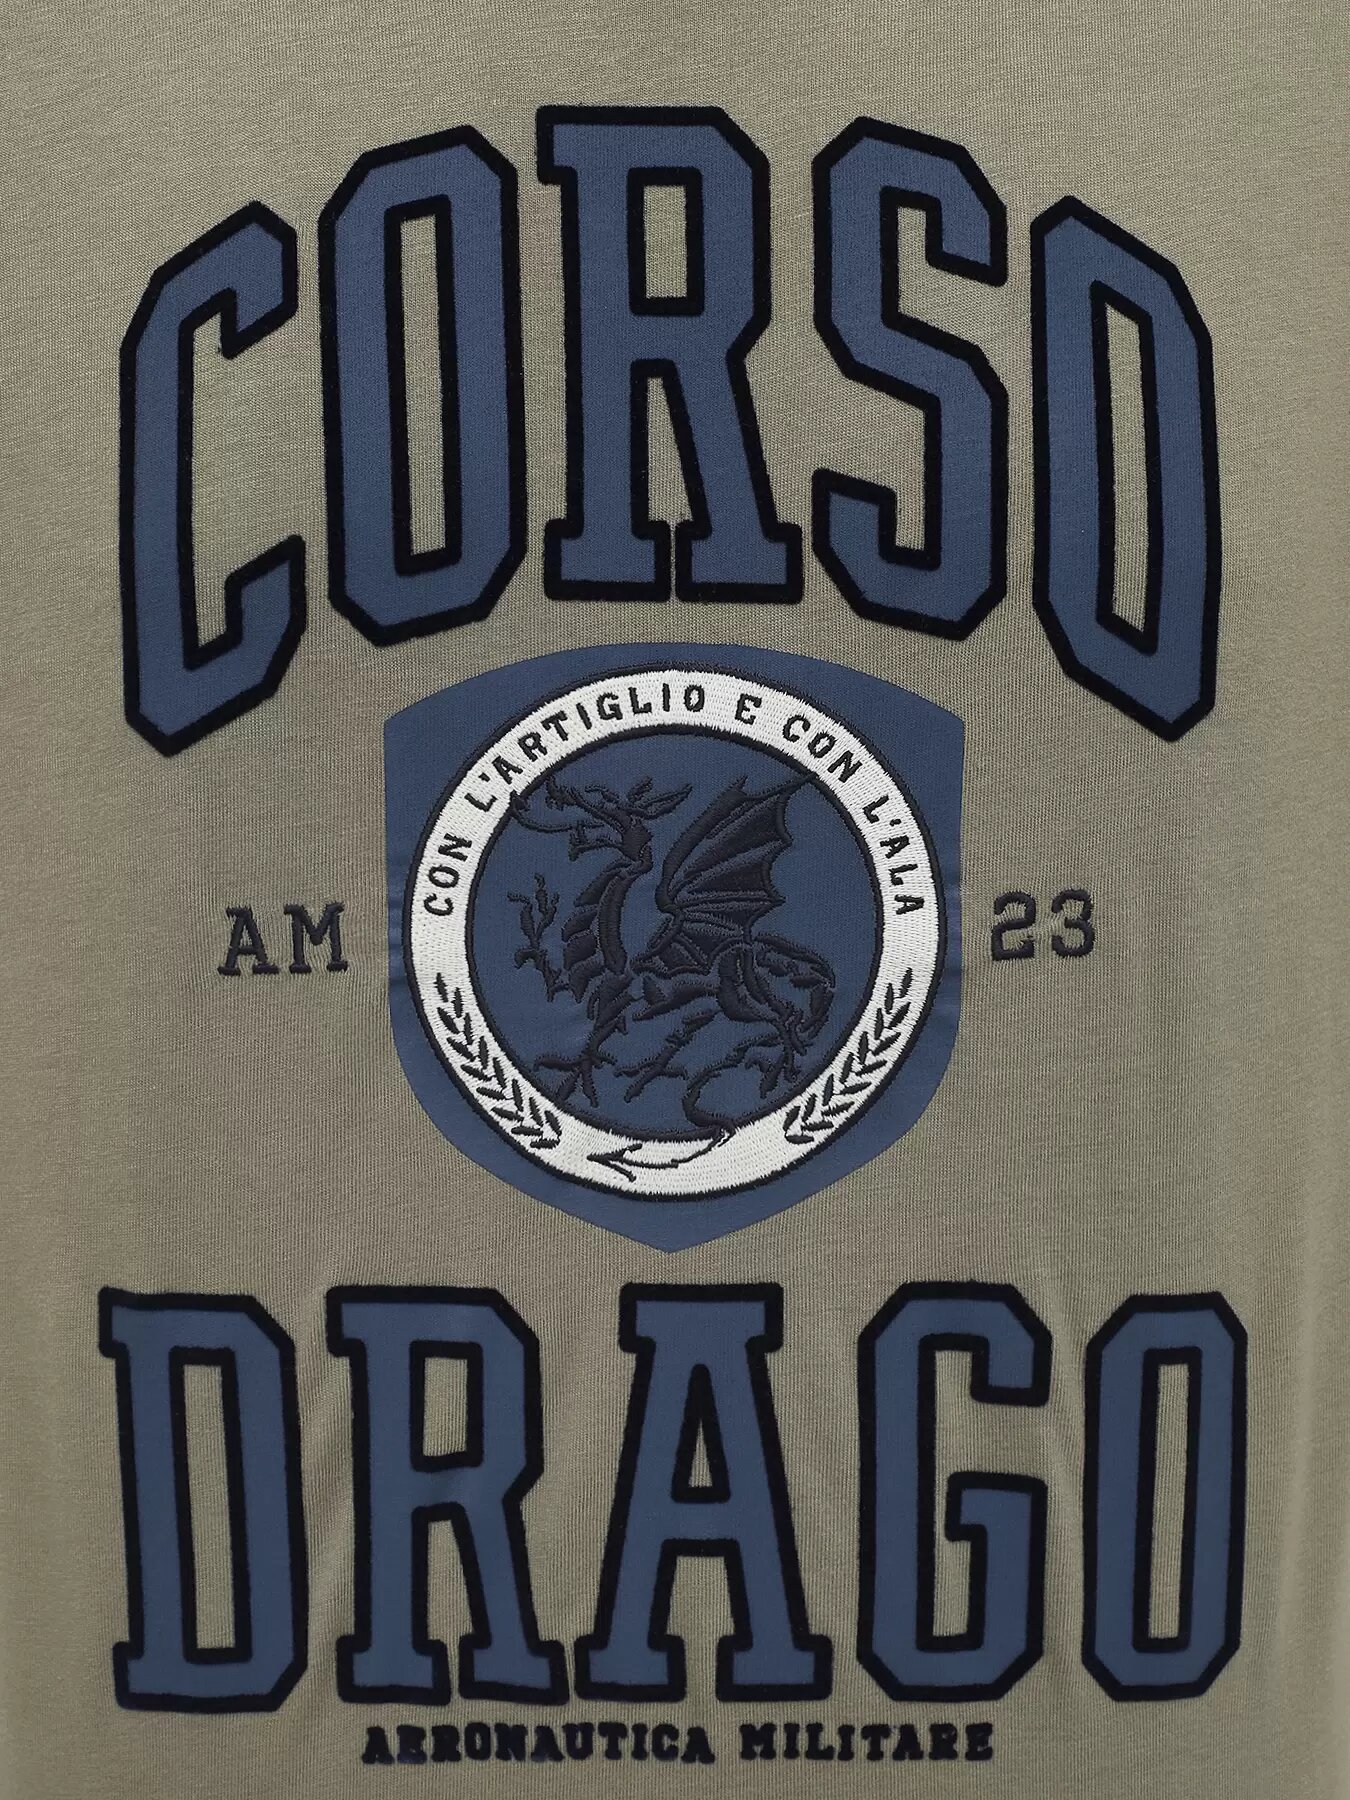 CORSO
CON L'ARTIGLIO E CON L'ALA
AM 23
DRAGO
AERONAUTICA MILITARE